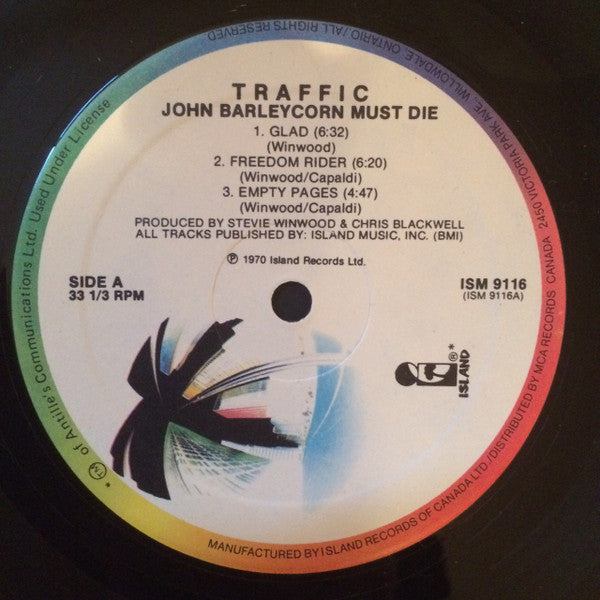 TRAFFIC
JOHN BARLEYCORN MUST DIE
1. GLAD (6:32)
(Winwood)
2. FREEDOM RIDER (6:20)
(Winwood/Capaldi)
3. EMPTY PAGES (4:47)
(Winwood/Capaldi)
PRODUCED BY STEVIE WINWOOD & CHRIS BLACKWELL
ALL TRACKS PUBLISHED BY: ISLAND MUSIC, INC. (BMI)
℗ 1970 Island Records Ltd.
SIDE A
33 1/3 RPM
ISM 9116
(ISM 9116A)
ISLAND ®*
* TM of Antilles's Communications Ltd. Used Under License
MANUFACTURED BY ISLAND RECORDS OF CANADA LTD /DISTRIBUTED BY MCA RECORDS CANADA 2450 VICTORIA PARK AVE. WILLOWDALE, ONTARIO / ALL RIGHTS RESERVED